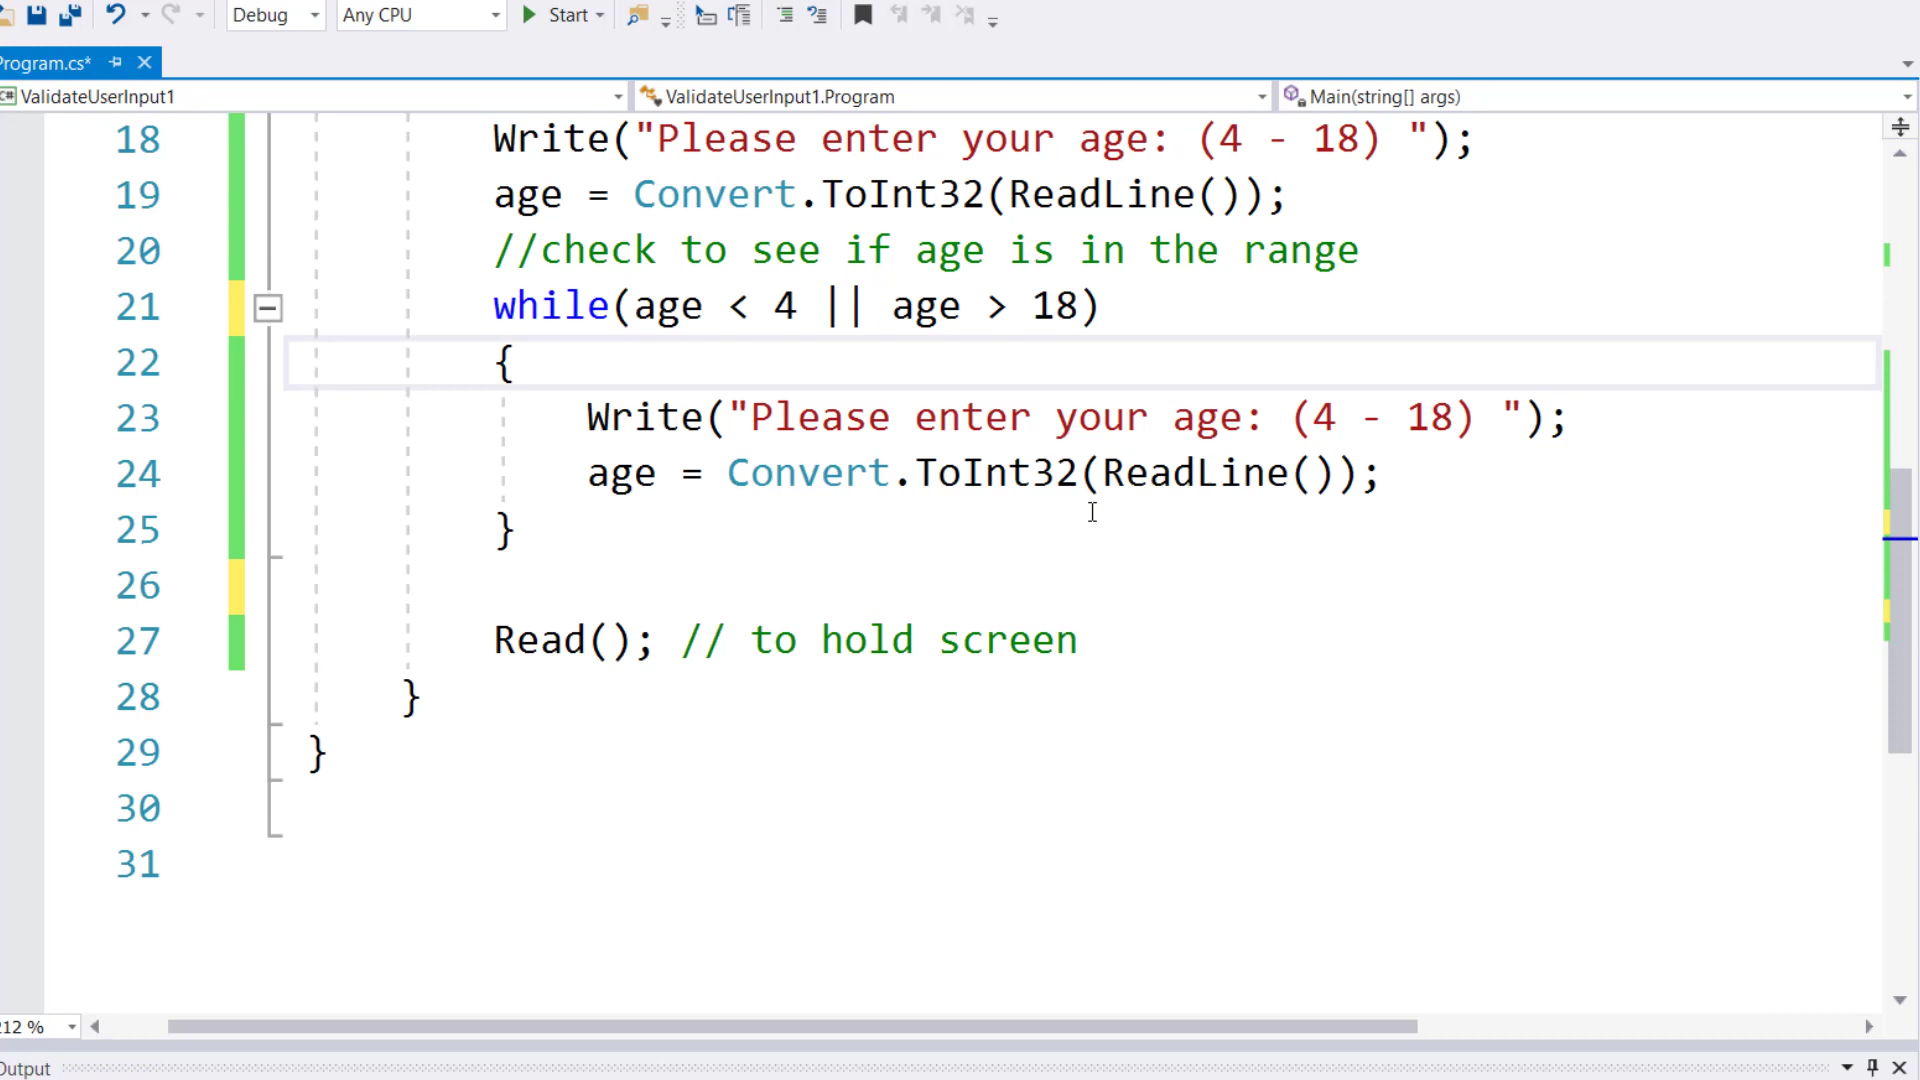 Debug Any CPU Start
Program.cs*
C# ValidateUserInput1 ValidateUserInput1.Program Main(string[] args)
18 Write("Please enter your age: (4 - 18) ");
19 age = Convert.ToInt32(ReadLine());
20 //check to see if age is in the range
21 while(age < 4 || age > 18)
22 {
23 Write("Please enter your age: (4 - 18) ");
24 age = Convert.ToInt32(ReadLine());
25 }
26
27 Read(); // to hold screen
28 }
29 }
30
31
212 %
Output